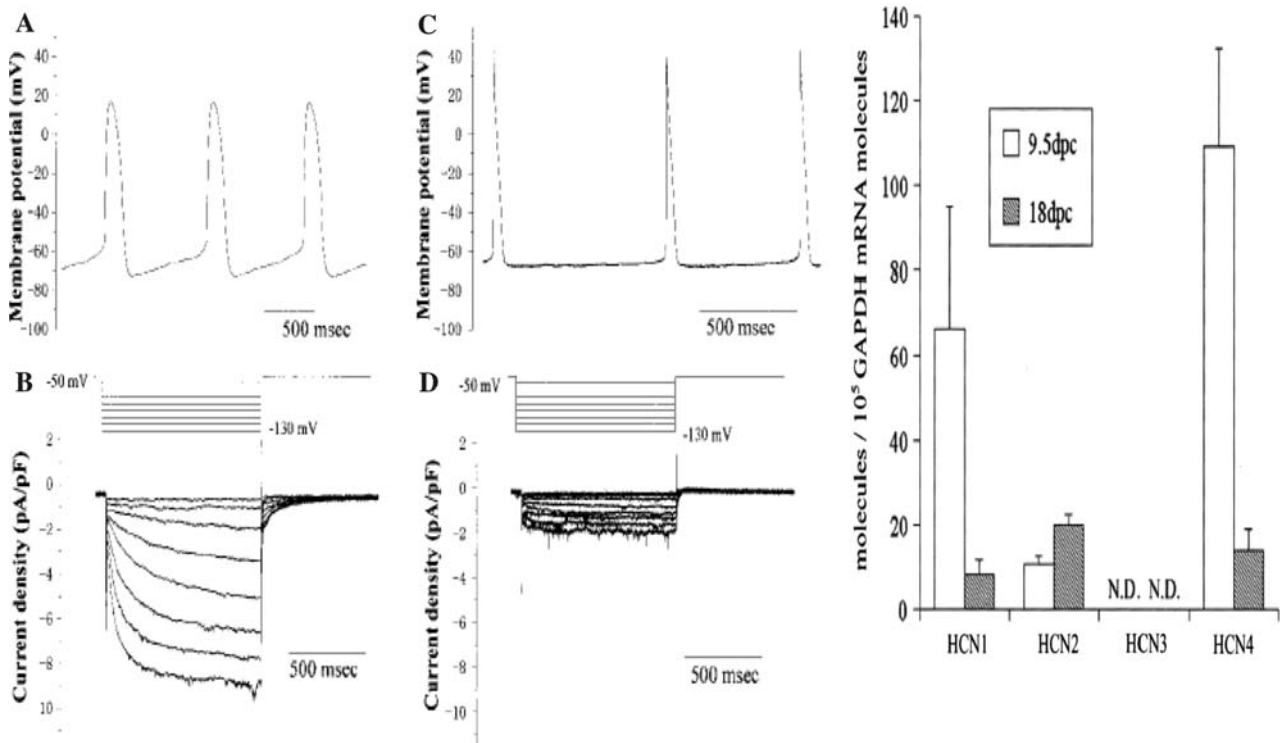 A
Membrane potential (mV)
40
20
0
-20
-40
-60
-80
-100
500 msec
C
Membrane potential (mV)
40
20
0
-20
-40
-60
-80
-100
500 msec
B
-50 mV
-130 mV
Current density (pA/pF)
2
0
-2
-4
-6
-8
10
500 msec
D
-50 mV
-130 mV
Current density (pA/pF)
2
0
-2
-4
-6
-8
-10
500 msec
molecules / 10⁵ GAPDH mRNA molecules
140
120
100
80
60
40
20
0
9.5dpc
18dpc
N.D. N.D.
HCN1 HCN2 HCN3 HCN4